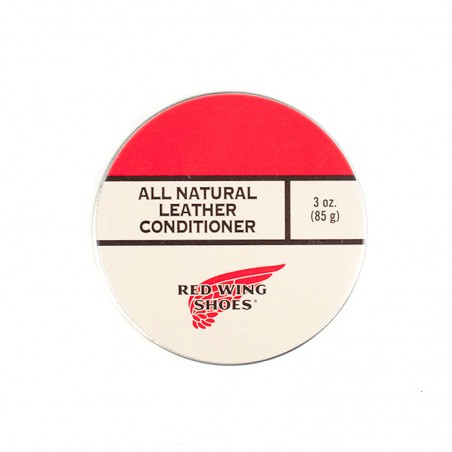 ALL NATURAL
LEATHER
CONDITIONER
3 oz.
(85 g)
RED WING
SHOES®